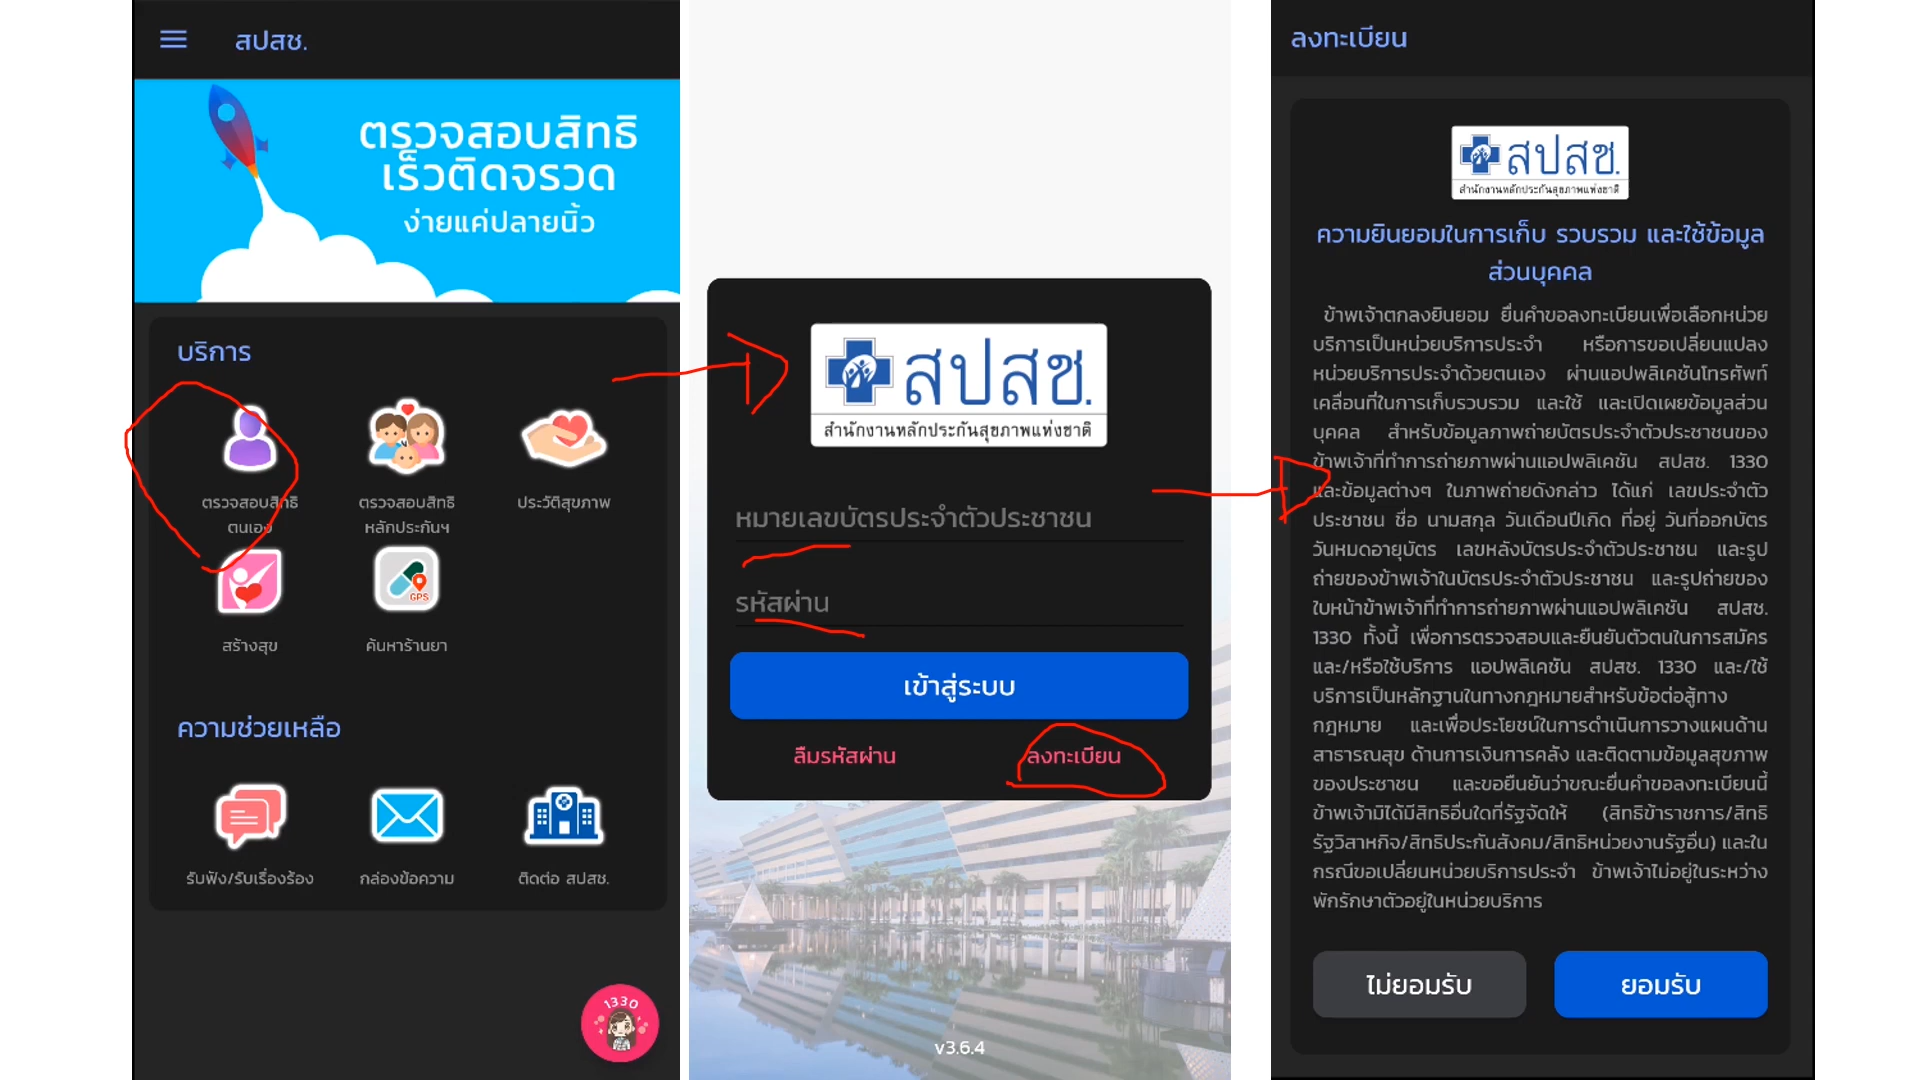 สปสช.
ตรวจสอบสิทธิ
เร็วติดจรวด
ง่ายแค่ปลายนิ้ว
บริการ
ตรวจสอบสิทธิ
ตนเอง
ตรวจสอบสิทธิ
หลักประกันฯ
ประวัติสุขภาพ
สร้างสุข
GPS
ค้นหาร้านยา
ความช่วยเหลือ
รับฟัง/รับเรื่องร้อง
กล่องข้อความ
ติดต่อ สปสช.
1330
สปสช.
สำนักงานหลักประกันสุขภาพแห่งชาติ
หมายเลขบัตรประจำตัวประชาชน
รหัสผ่าน
เข้าสู่ระบบ
ลืมรหัสผ่าน
ลงทะเบียน
v3.6.4
ลงทะเบียน
สปสช.
สำนักงานหลักประกันสุขภาพแห่งชาติ
ความยินยอมในการเก็บ รวบรวม และใช้ข้อมูล
ส่วนบุคคล
ข้าพเจ้าตกลงยินยอม ยื่นคำขอลงทะเบียนเพื่อเลือกหน่วย
บริการเป็นหน่วยบริการประจำ หรือการขอเปลี่ยนแปลง
หน่วยบริการประจำด้วยตนเอง ผ่านแอปพลิเคชันโทรศัพท์
เคลื่อนที่ในการเก็บรวบรวม และใช้ และเปิดเผยข้อมูลส่วน
บุคคล สำหรับข้อมูลภาพถ่ายบัตรประจำตัวประชาชนของ
ข้าพเจ้าที่ทำการถ่ายภาพผ่านแอปพลิเคชัน สปสช. 1330
และข้อมูลต่างๆ ในภาพถ่ายดังกล่าว ได้แก่ เลขประจำตัว
ประชาชน ชื่อ นามสกุล วันเดือนปีเกิด ที่อยู่ วันที่ออกบัตร
วันหมดอายุบัตร เลขหลังบัตรประจำตัวประชาชน และรูป
ถ่ายของข้าพเจ้าในบัตรประจำตัวประชาชน และรูปถ่ายของ
ใบหน้าข้าพเจ้าที่ทำการถ่ายภาพผ่านแอปพลิเคชัน สปสช.
1330 ทั้งนี้ เพื่อการตรวจสอบและยืนยันตัวตนในการสมัคร
และ/หรือใช้บริการ แอปพลิเคชัน สปสช. 1330 และ/ใช้
บริการเป็นหลักฐานในทางกฎหมายสำหรับข้อต่อสู้ทาง
กฎหมาย และเพื่อประโยชน์ในการดำเนินการวางแผนด้าน
สาธารณสุข ด้านการเงินการคลัง และติดตามข้อมูลสุขภาพ
ของประชาชน และขอยืนยันว่าขณะยื่นคำขอลงทะเบียนนี้
ข้าพเจ้ามิได้มีสิทธิอื่นใดที่รัฐจัดให้ (สิทธิข้าราชการ/สิทธิ
รัฐวิสาหกิจ/สิทธิประกันสังคม/สิทธิหน่วยงานรัฐอื่น) และใน
กรณีขอเปลี่ยนหน่วยบริการประจำ ข้าพเจ้าไม่อยู่ในระหว่าง
พักรักษาตัวอยู่ในหน่วยบริการ
ไม่ยอมรับ
ยอมรับ